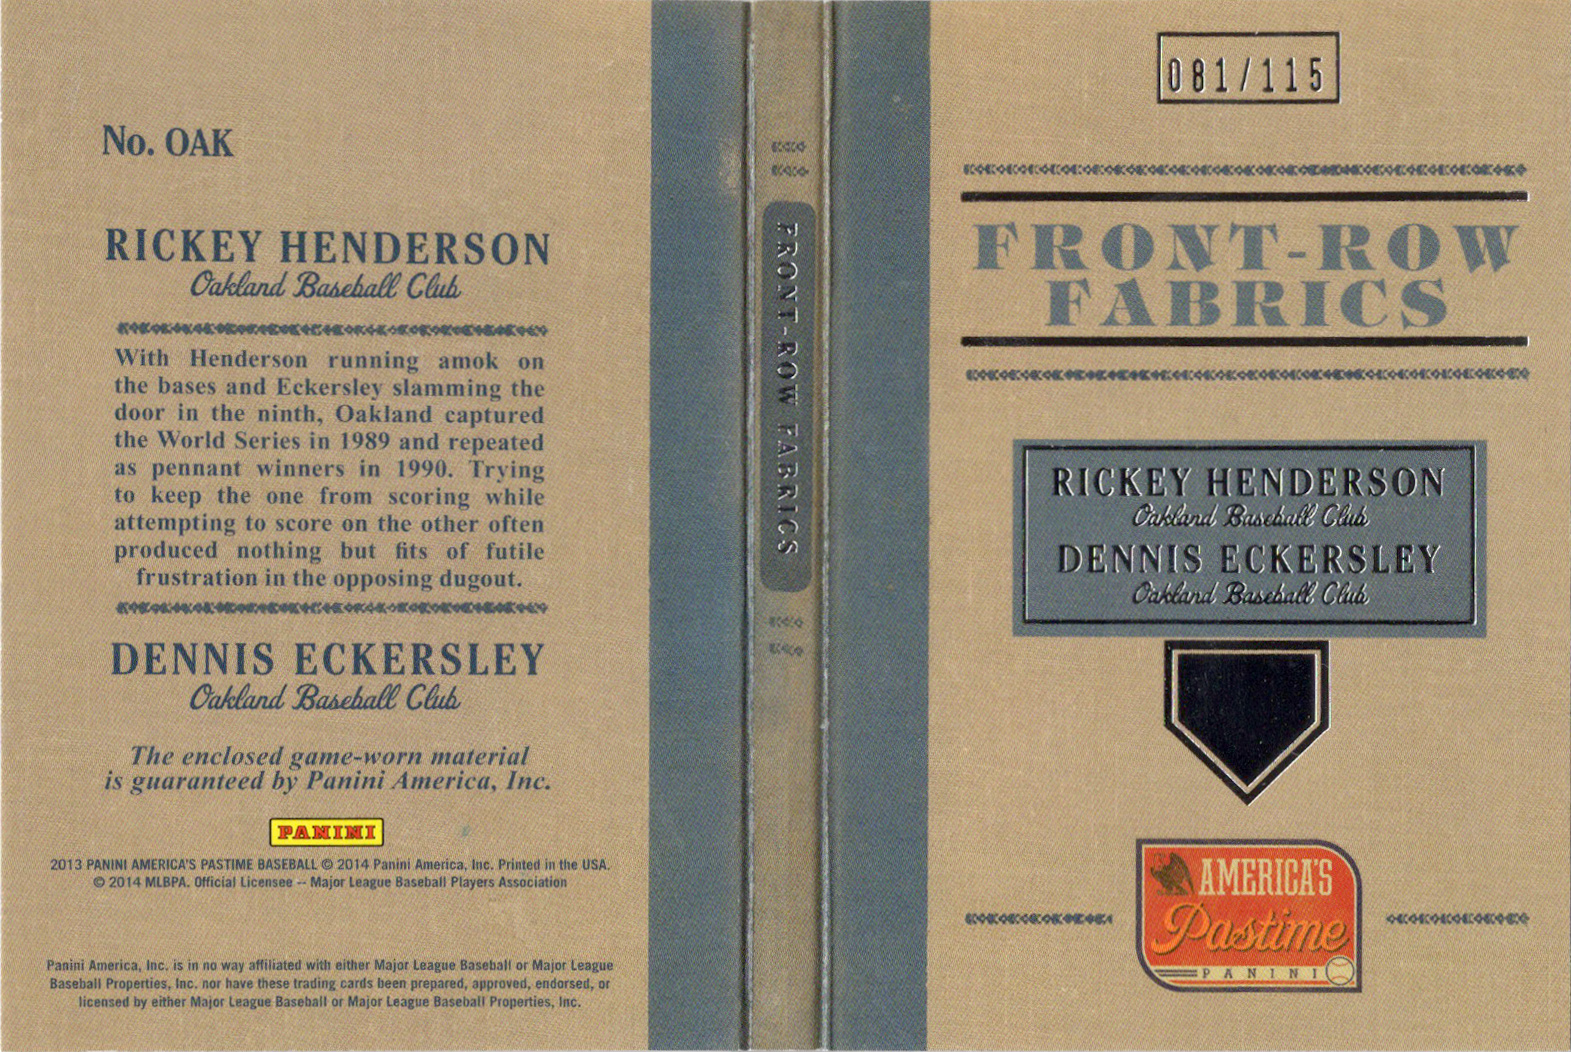 No. OAK
RICKEY HENDERSON
Oakland Baseball Club
With Henderson running amok on
the bases and Eckersley slamming the
door in the ninth, Oakland captured
the World Series in 1989 and repeated
as pennant winners in 1990. Trying
to keep the one from scoring while
attempting to score on the other often
produced nothing but fits of futile
frustration in the opposing dugout.
DENNIS ECKERSLEY
Oakland Baseball Club
The enclosed game-worn material
is guaranteed by Panini America, Inc.
PANINI
2013 PANINI AMERICA'S PASTIME BASEBALL © 2014 Panini America, Inc. Printed in the USA.
© 2014 MLBPA. Official Licensee -- Major League Baseball Players Association
Panini America, Inc. is in no way affiliated with either Major League Baseball or Major League
Baseball Properties, Inc. nor have these trading cards been prepared, approved, endorsed, or
licensed by either Major League Baseball or Major League Baseball Properties, Inc.
FRONT-ROW FABRICS
081/115
FRONT-ROW
FABRICS
RICKEY HENDERSON
Oakland Baseball Club
DENNIS ECKERSLEY
Oakland Baseball Club
AMERICA'S
Pastime
PANINI